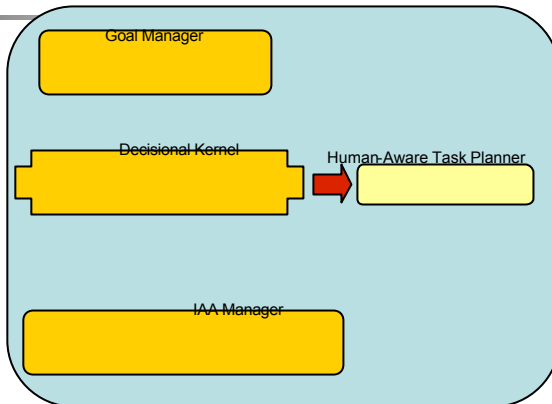 Goal Manager
Decisional Kernel
Human-Aware Task Planner
IAA Manager